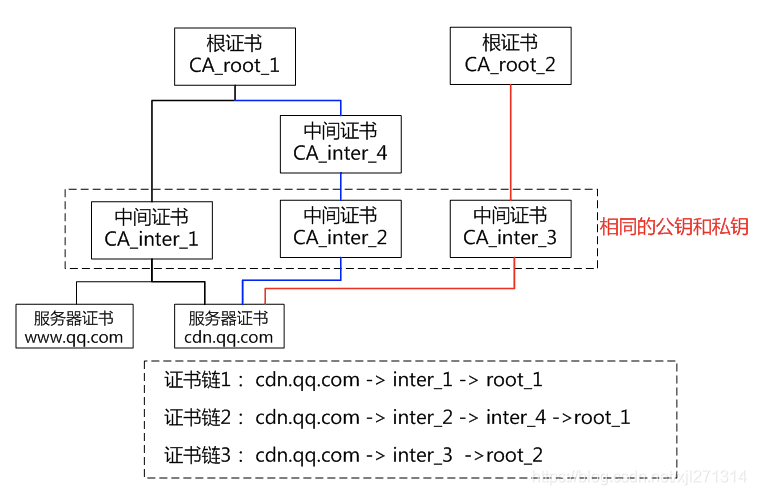 根证书
CA_root_1
根证书
CA_root_2
中间证书
CA_inter_4
中间证书
CA_inter_1
中间证书
CA_inter_2
中间证书
CA_inter_3
相同的公钥和私钥
服务器证书
www.qq.com
服务器证书
cdn.qq.com
证书链1： cdn.qq.com -> inter_1 -> root_1
证书链2： cdn.qq.com -> inter_2 -> inter_4 ->root_1
证书链3： cdn.qq.com -> inter_3 ->root_2
https://blog.csdn.net/xjl271314